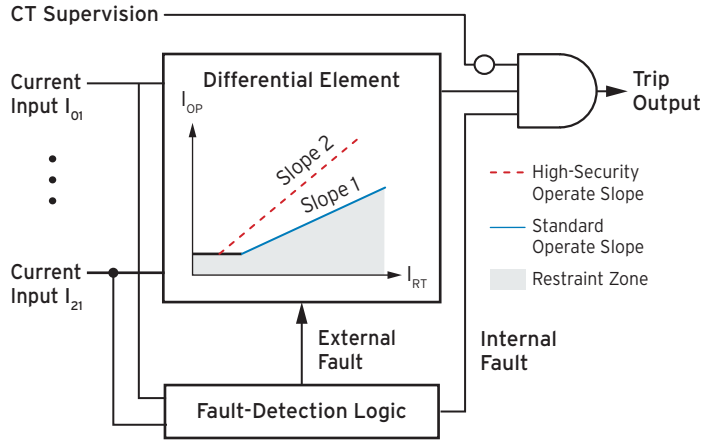 CT Supervision
Current
Input I01
Current
Input I21
Differential Element
IOP
Slope 2
Slope 1
IRT
External
Fault
Internal
Fault
Fault-Detection Logic
Trip
Output
High-Security
Operate Slope
Standard
Operate Slope
Restraint Zone